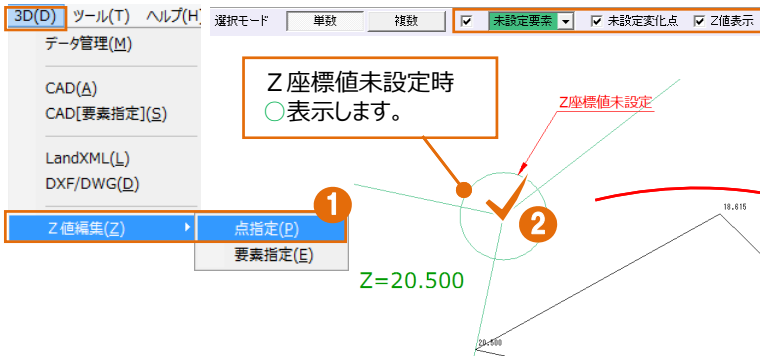 3D(D) ツール(T) ヘルプ(H)
データ管理(M)
CAD(A)
CAD[要素指定](S)
LandXML(L)
DXF/DWG(D)
Z値編集(Z)
点指定(P)
要素指定(E)
選択モード 単数 複数 未設定要素 未設定変化点 Z値表示
Z座標値未設定時
○表示します。
Z座標値未設定
1
2
18.615
Z=20.500
20.500